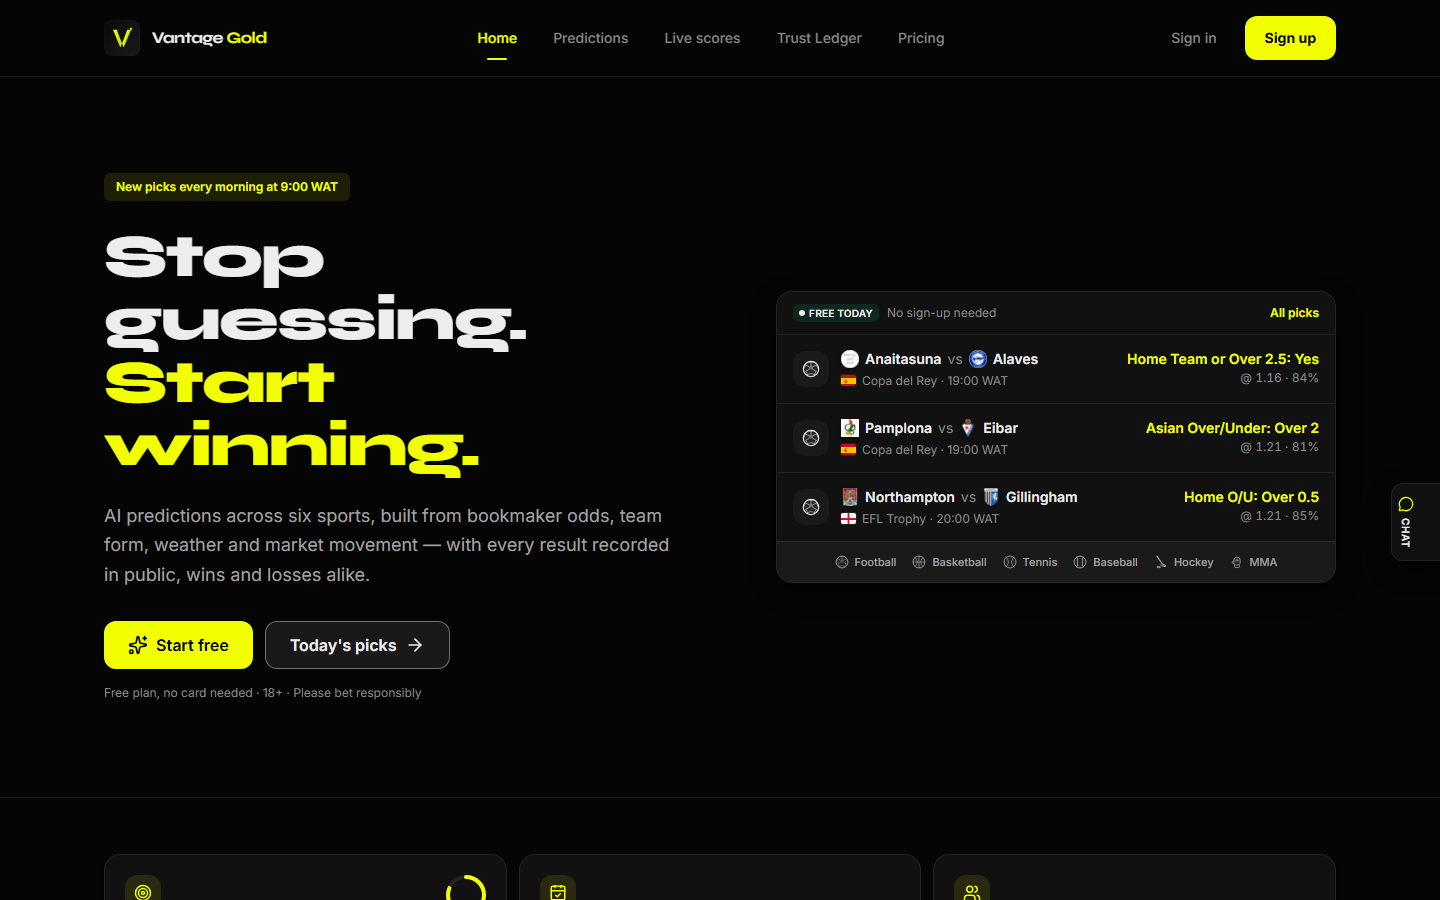 Vantage Gold
Home
Predictions
Live scores
Trust Ledger
Pricing
Sign in
Sign up
New picks every morning at 9:00 WAT
Stop
guessing.
Start
winning.
AI predictions across six sports, built from bookmaker odds, team
form, weather and market movement — with every result recorded
in public, wins and losses alike.
Start free
Today's picks
Free plan, no card needed · 18+ · Please bet responsibly
FREE TODAY
No sign-up needed
All picks
Anaitasuna vs Alaves
Home Team or Over 2.5: Yes
Copa del Rey · 19:00 WAT
@ 1.16 · 84%
Pamplona vs Eibar
Asian Over/Under: Over 2
Copa del Rey · 19:00 WAT
@ 1.21 · 81%
Northampton vs Gillingham
Home O/U: Over 0.5
EFL Trophy · 20:00 WAT
@ 1.21 · 85%
Football
Basketball
Tennis
Baseball
Hockey
MMA
CHAT